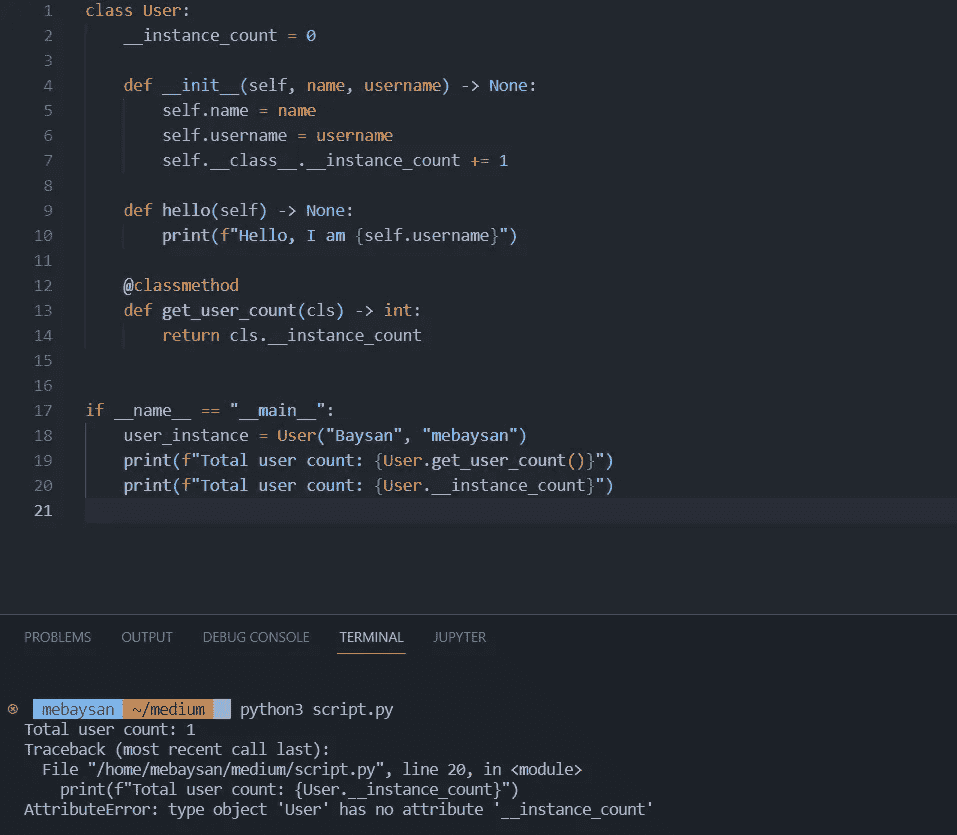 1 class User:
2     __instance_count = 0
3
4     def __init__(self, name, username) -> None:
5         self.name = name
6         self.username = username
7         self.__class__.__instance_count += 1
8
9     def hello(self) -> None:
10         print(f"Hello, I am {self.username}")
11
12     @classmethod
13     def get_user_count(cls) -> int:
14         return cls.__instance_count
15
16
17 if __name__ == "__main__":
18     user_instance = User("Baysan", "mebaysan")
19     print(f"Total user count: {User.get_user_count()}")
20     print(f"Total user count: {User.__instance_count}")
21
PROBLEMS OUTPUT DEBUG CONSOLE TERMINAL JUPYTER
mebaysan ~/medium python3 script.py
Total user count: 1
Traceback (most recent call last):
  File "/home/mebaysan/medium/script.py", line 20, in <module>
    print(f"Total user count: {User.__instance_count}")
AttributeError: type object 'User' has no attribute '__instance_count'